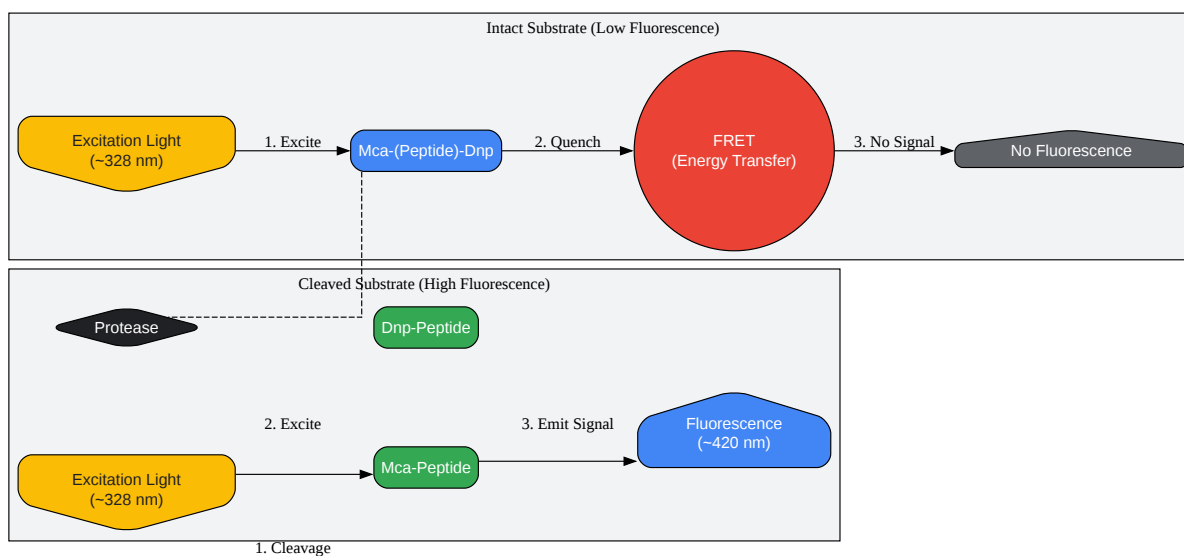 Intact Substrate (Low Fluorescence)
Excitation Light
(~328 nm)
1. Excite
Mca-(Peptide)-Dnp
2. Quench
FRET
(Energy Transfer)
3. No Signal
No Fluorescence
Cleaved Substrate (High Fluorescence)
Protease
Dnp-Peptide
Excitation Light
(~328 nm)
2. Excite
Mca-Peptide
3. Emit Signal
Fluorescence
(~420 nm)
1. Cleavage